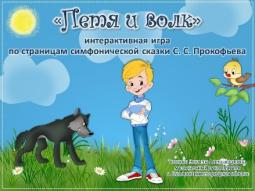 «Петя и волк»
интерактивная игра
по страницам симфонической сказки С. С. Прокофьева